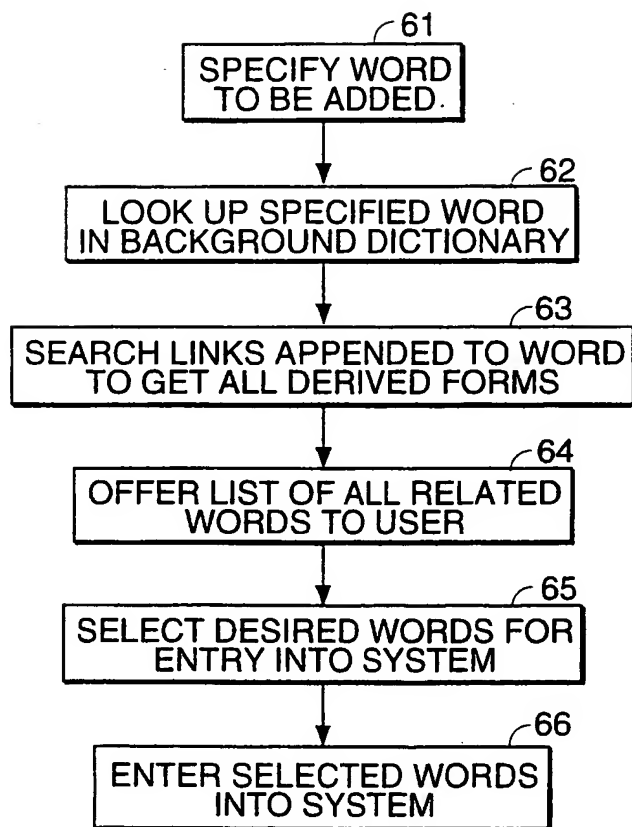 61
SPECIFY WORD
TO BE ADDED.
62
LOOK UP SPECIFIED WORD
IN BACKGROUND DICTIONARY
63
SEARCH LINKS APPENDED TO WORD
TO GET ALL DERIVED FORMS
64
OFFER LIST OF ALL RELATED
WORDS TO USER
65
SELECT DESIRED WORDS FOR
ENTRY INTO SYSTEM
66
ENTER SELECTED WORDS
INTO SYSTEM